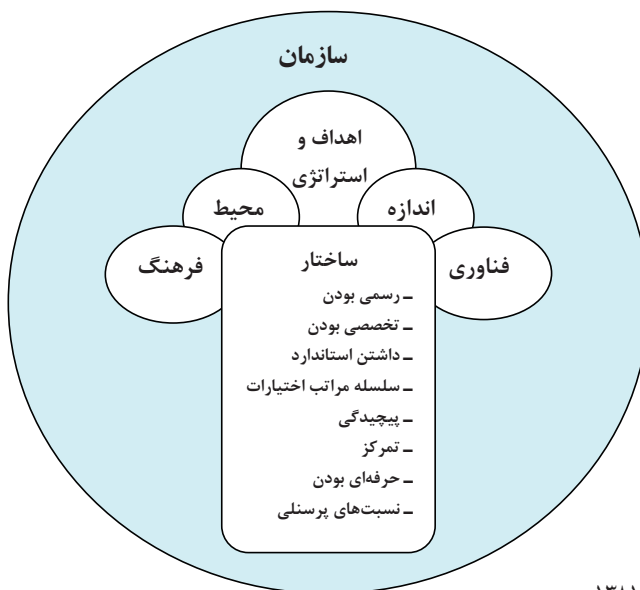 سازمان
اهداف و
استراتژی
محیط
اندازه
فرهنگ
فناوری
ساختار
ـ رسمی بودن
ـ تخصصی بودن
ـ داشتن استاندارد
ـ سلسله مراتب اختیارات
ـ پیچیدگی
ـ تمرکز
ـ حرفه‌ای بودن
ـ نسبت‌های پرسنلی